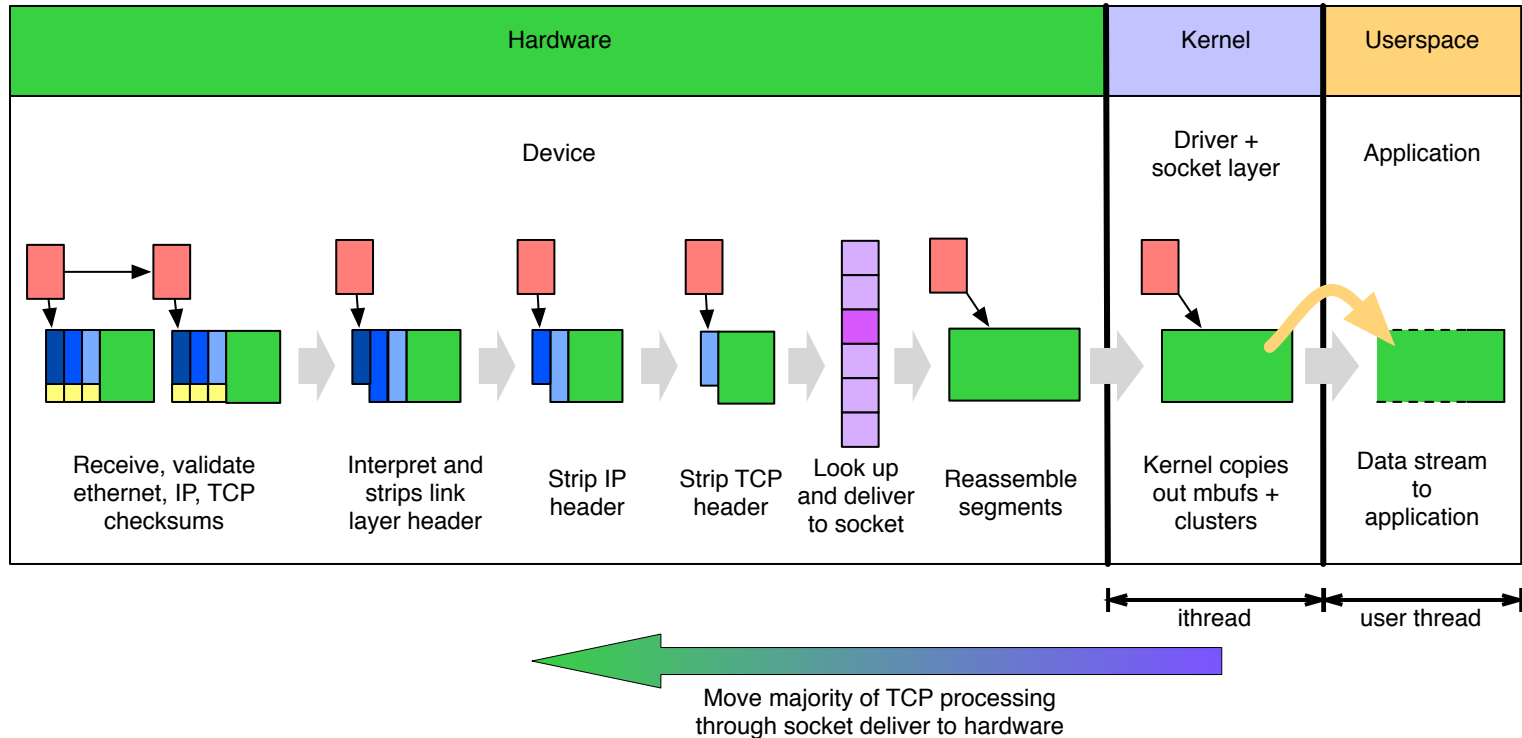 Hardware
Kernel
Userspace
Device
Driver +
socket layer
Application
Receive, validate
ethernet, IP, TCP
checksums
Interpret and
strips link
layer header
Strip IP
header
Strip TCP
header
Look up
and deliver
to socket
Reassemble
segments
Kernel copies
out mbufs +
clusters
Data stream
to
application
ithread
user thread
Move majority of TCP processing
through socket deliver to hardware